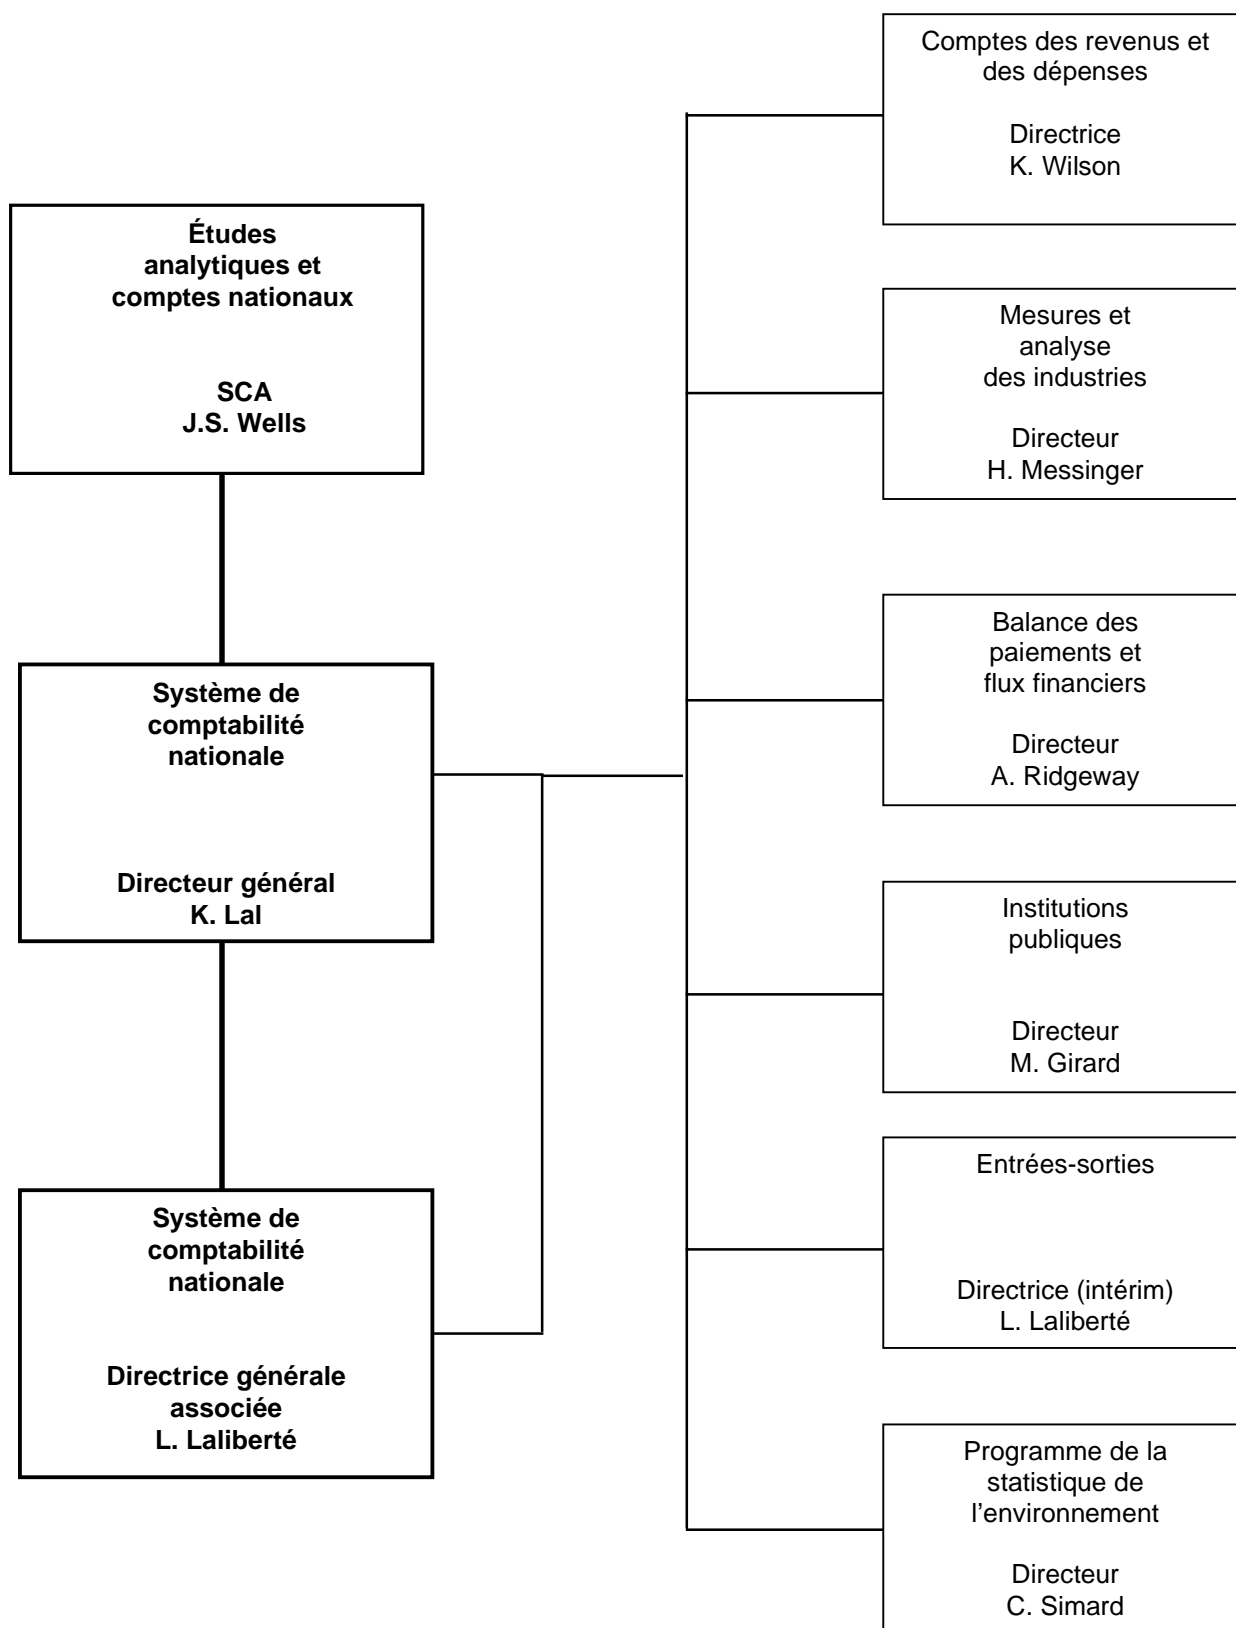 Études
analytiques et
comptes nationaux
SCA
J.S. Wells
Système de
comptabilité
nationale
Directeur général
K. Lal
Système de
comptabilité
nationale
Directrice générale
associée
L. Laliberté
Comptes des revenus et
des dépenses
Directrice
K. Wilson
Mesures et
analyse
des industries
Directeur
H. Messinger
Balance des
paiements et
flux financiers
Directeur
A. Ridgeway
Institutions
publiques
Directeur
M. Girard
Entrées-sorties
Directrice (intérim)
L. Laliberté
Programme de la
statistique de
l’environnement
Directeur
C. Simard